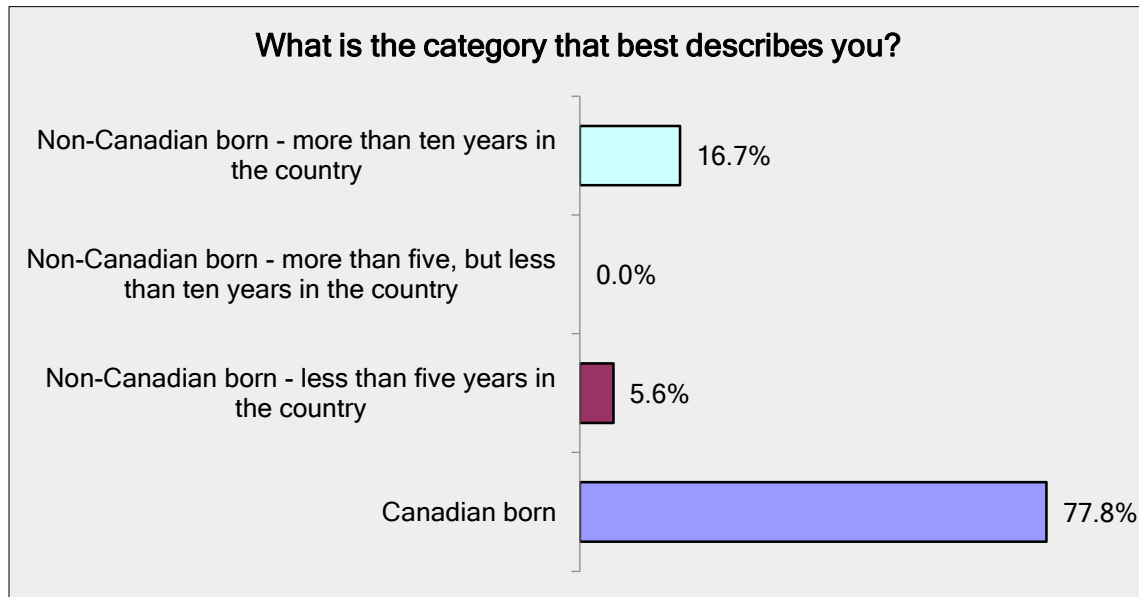 What is the category that best describes you?
Non-Canadian born - more than ten years in
the country
16.7%
Non-Canadian born - more than five, but less
than ten years in the country
0.0%
Non-Canadian born - less than five years in
the country
5.6%
Canadian born
77.8%